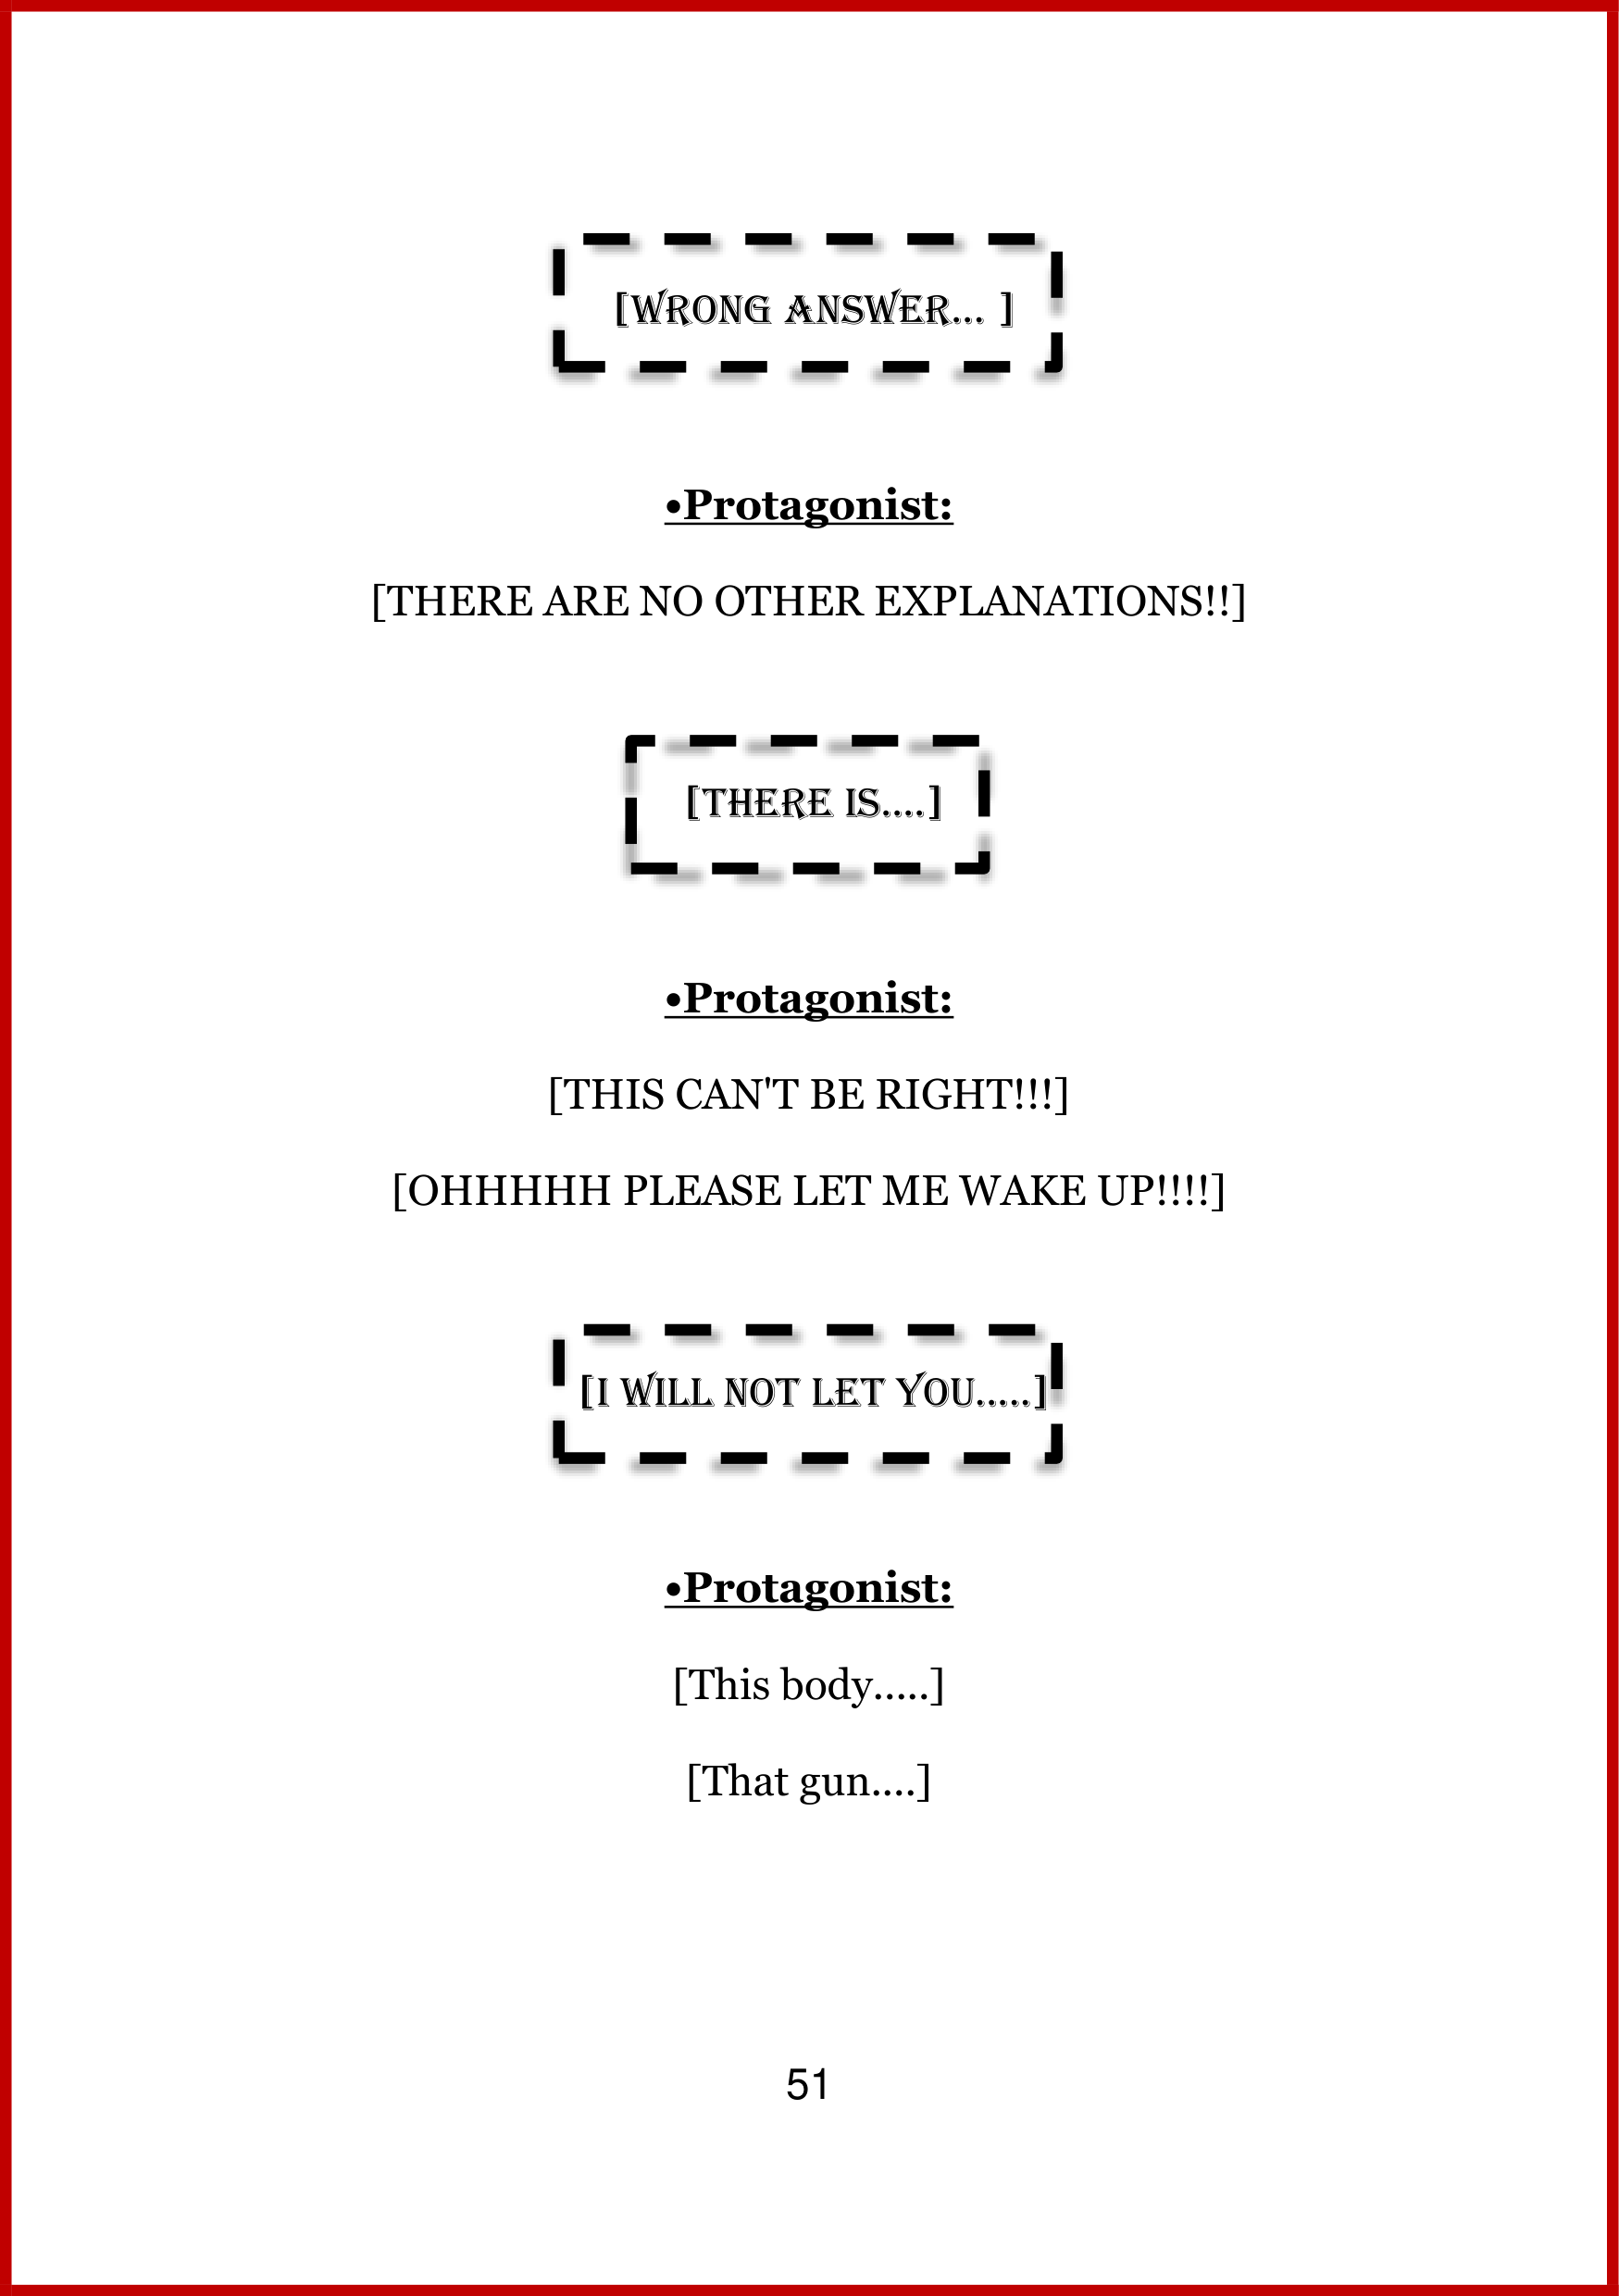 [WRONG ANSWER... ]
•Protagonist:
[THERE ARE NO OTHER EXPLANATIONS!!]
[THERE IS....]
•Protagonist:
[THIS CAN'T BE RIGHT!!!]
[OHHHHH PLEASE LET ME WAKE UP!!!!]
[I WILL NOT LET YOU.....]
•Protagonist:
[This body.....]
[That gun....]
51